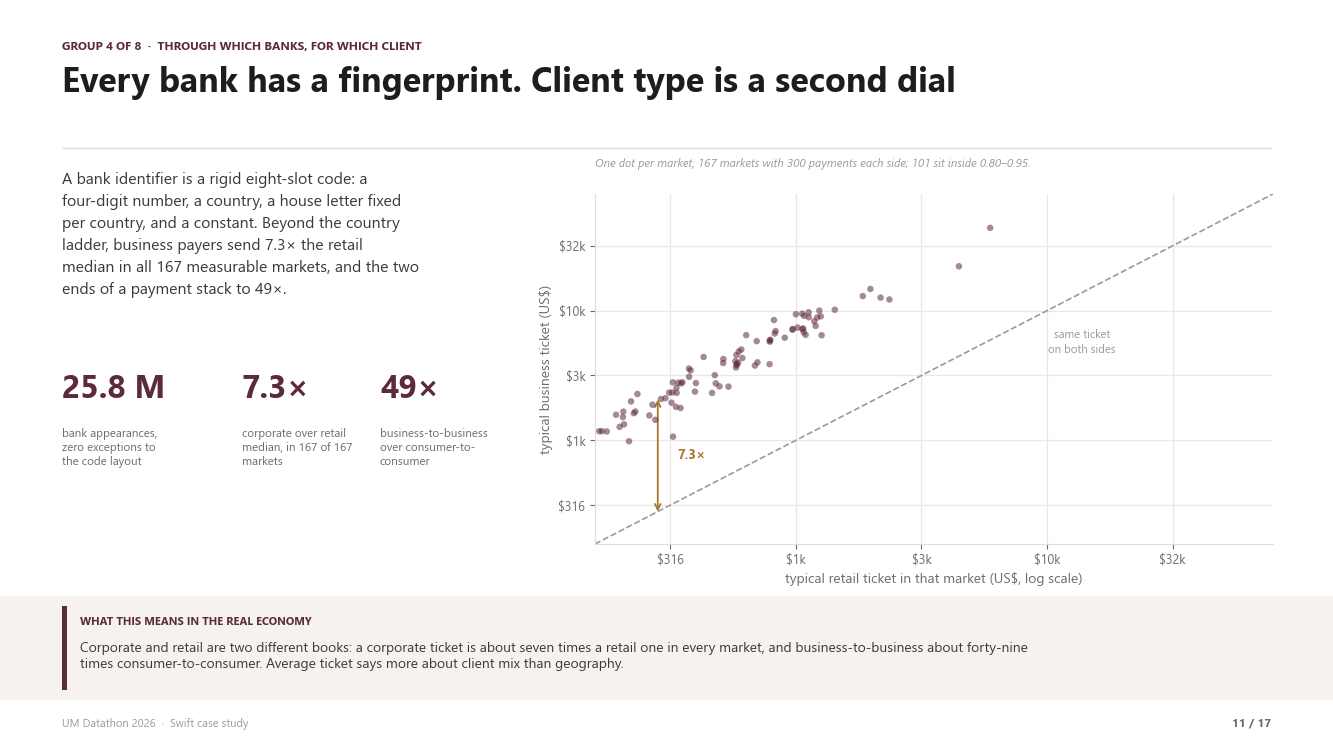 GROUP 4 OF 8 · THROUGH WHICH BANKS, FOR WHICH CLIENT
Every bank has a fingerprint. Client type is a second dial
A bank identifier is a rigid eight-slot code: a
four-digit number, a country, a house letter fixed
per country, and a constant. Beyond the country
ladder, business payers send 7.3× the retail
median in all 167 measurable markets, and the two
ends of a payment stack to 49×.
25.8 M
bank appearances,
zero exceptions to
the code layout
7.3×
corporate over retail
median, in 167 of 167
markets
49×
business-to-business
over consumer-to-
consumer
One dot per market, 167 markets with 300 payments each side; 101 sit inside 0.80–0.95.
typical business ticket (US$)
$32k
$10k
$3k
$1k
$316
same ticket
on both sides
7.3×
$316
$1k
$3k
$10k
$32k
typical retail ticket in that market (US$, log scale)
WHAT THIS MEANS IN THE REAL ECONOMY
Corporate and retail are two different books: a corporate ticket is about seven times a retail one in every market, and business-to-business about forty-nine
times consumer-to-consumer. Average ticket says more about client mix than geography.
UM Datathon 2026 · Swift case study
11 / 17